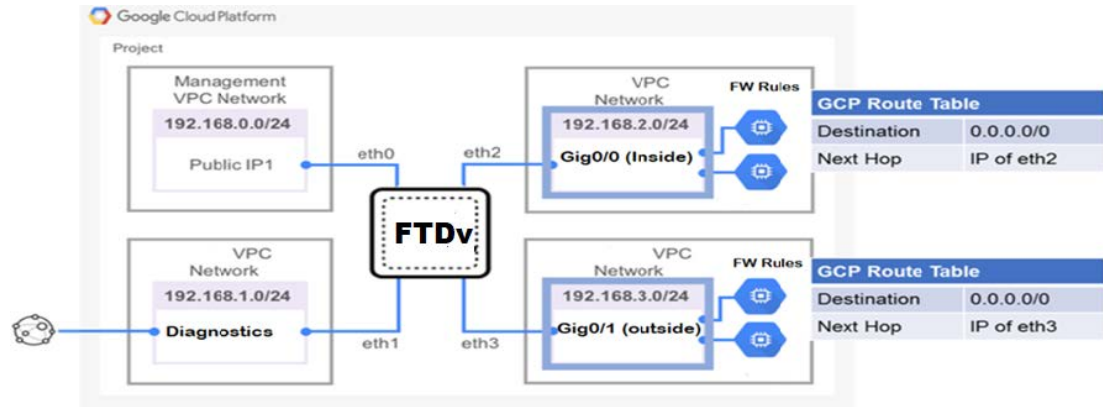 Google Cloud Platform
Project
Management
VPC Network
192.168.0.0/24
Public IP1
eth0
eth2
VPC
Network
192.168.2.0/24
Gig0/0 (Inside)
FW Rules
GCP Route Table
Destination 0.0.0.0/0
Next Hop IP of eth2
FTDv
VPC
Network
192.168.1.0/24
Diagnostics
eth1
eth3
VPC
Network
192.168.3.0/24
Gig0/1 (outside)
FW Rules
GCP Route Table
Destination 0.0.0.0/0
Next Hop IP of eth3